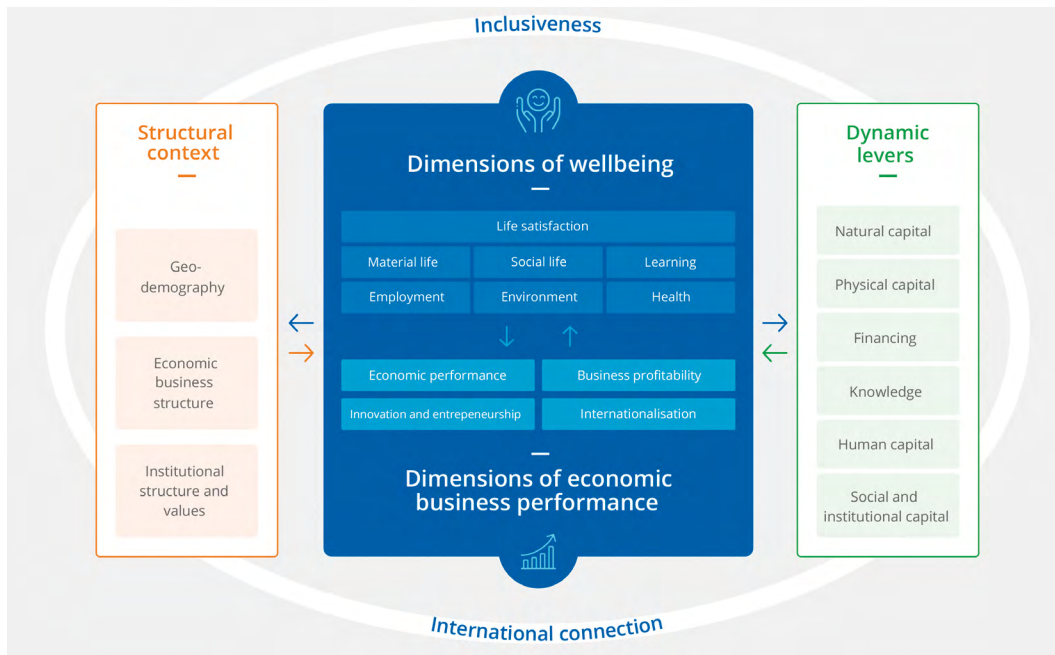 Inclusiveness
Structural
context
Geo-
demography
Economic
business
structure
Institutional
structure and
values
Dimensions of wellbeing
Life satisfaction
Material life
Social life
Learning
Employment
Environment
Health
Economic performance
Business profitability
Innovation and entrepeneurship
Internationalisation
Dimensions of economic
business performance
Dynamic
levers
Natural capital
Physical capital
Financing
Knowledge
Human capital
Social and
institutional capital
International connection